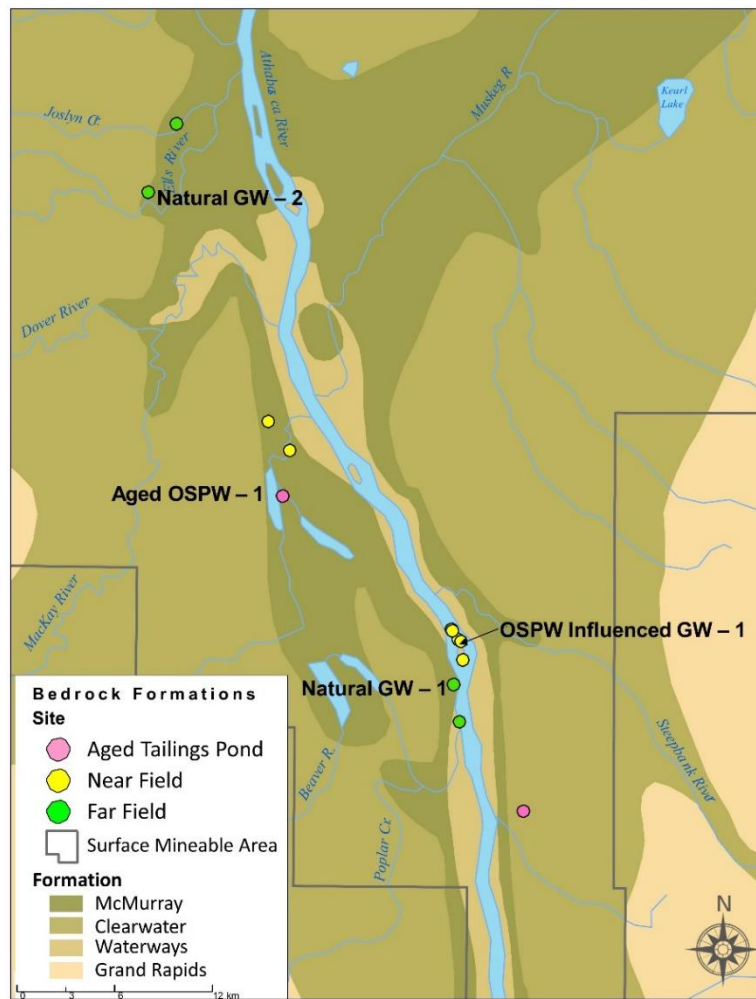 Joslyn Cr.
Ells River
Athabasca River
Muskeg R
Kearl
Lake
Natural GW – 2
Dover River
Aged OSPW – 1
MacKay River
OSPW Influenced GW – 1
Natural GW – 1
Beaver R.
Poplar Cr.
Steepbank River
Bedrock Formations
Site
Aged Tailings Pond
Near Field
Far Field
Surface Mineable Area
Formation
McMurray
Clearwater
Waterways
Grand Rapids
0 3 6 12 km
N